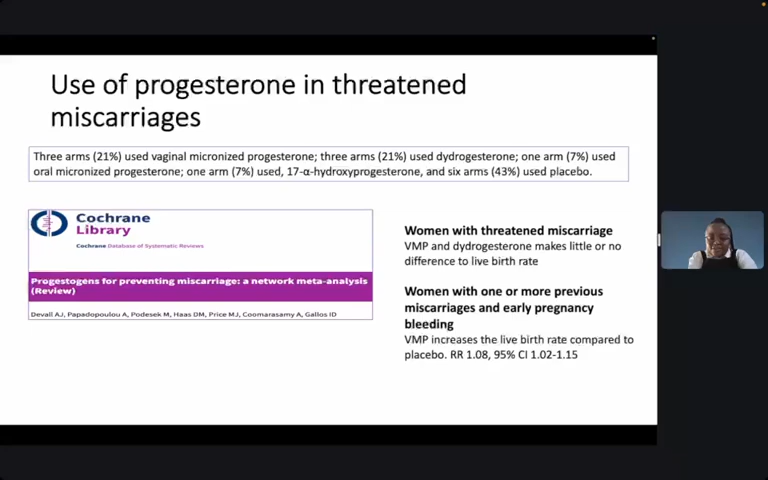 Use of progesterone in threatened
miscarriages
Three arms (21%) used vaginal micronized progesterone; three arms (21%) used dydrogesterone; one arm (7%) used
oral micronized progesterone; one arm (7%) used, 17-α-hydroxyprogesterone, and six arms (43%) used placebo.
Cochrane
Library
Cochrane Database of Systematic Reviews
Progestogens for preventing miscarriage: a network meta-analysis
(Review)
Devall AJ, Papadopoulou A, Podesek M, Haas DM, Price MJ, Coomarasamy A, Gallos ID
Women with threatened miscarriage
VMP and dydrogesterone makes little or no
difference to live birth rate
Women with one or more previous
miscarriages and early pregnancy
bleeding
VMP increases the live birth rate compared to
placebo. RR 1.08, 95% CI 1.02-1.15